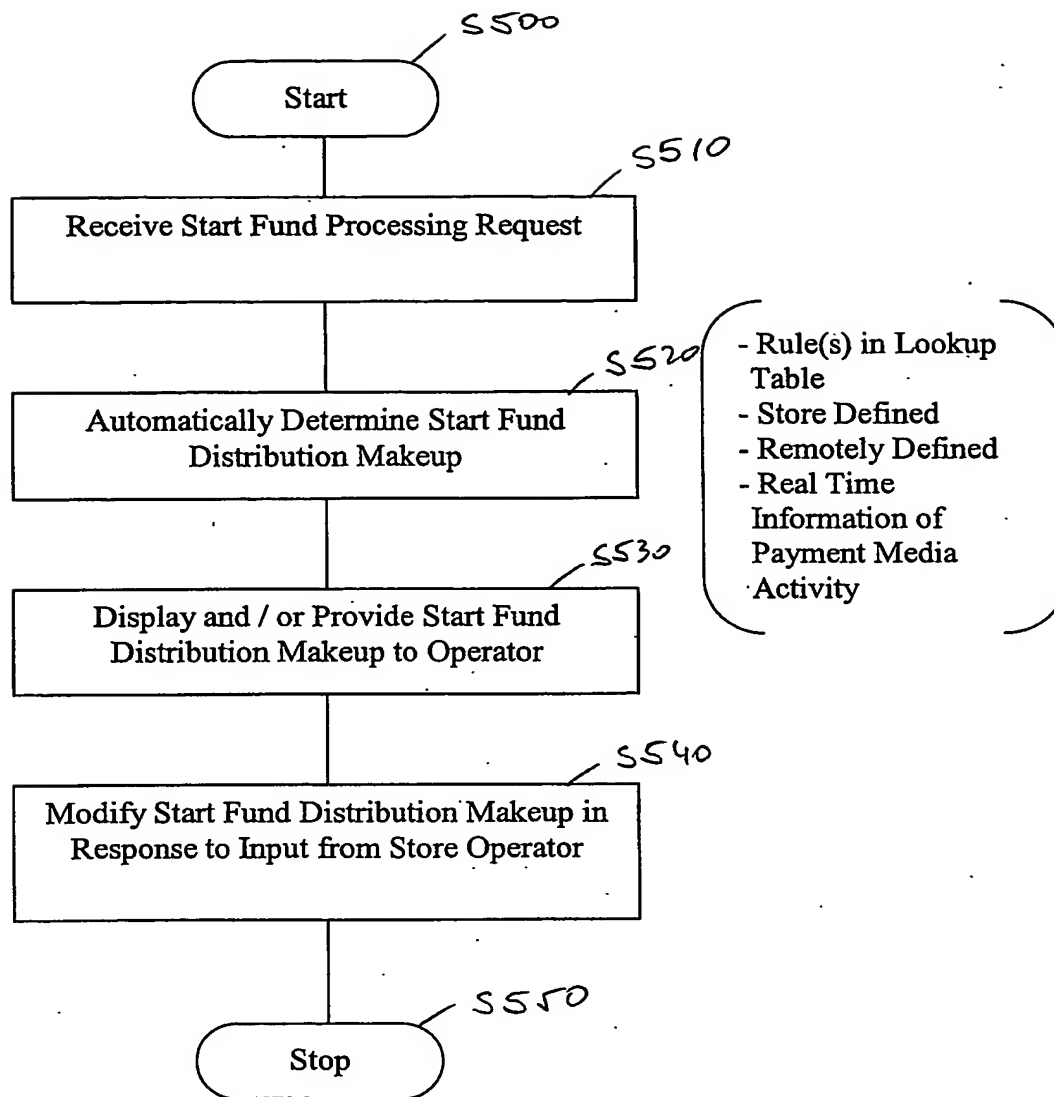 S500
Start
S510
Receive Start Fund Processing Request
S520
Automatically Determine Start Fund
Distribution Makeup
- Rule(s) in Lookup
Table
- Store Defined
- Remotely Defined
- Real Time
Information of
Payment Media
Activity
S530
Display and / or Provide Start Fund
Distribution Makeup to Operator
S540
Modify Start Fund Distribution Makeup in
Response to Input from Store Operator
S550
Stop